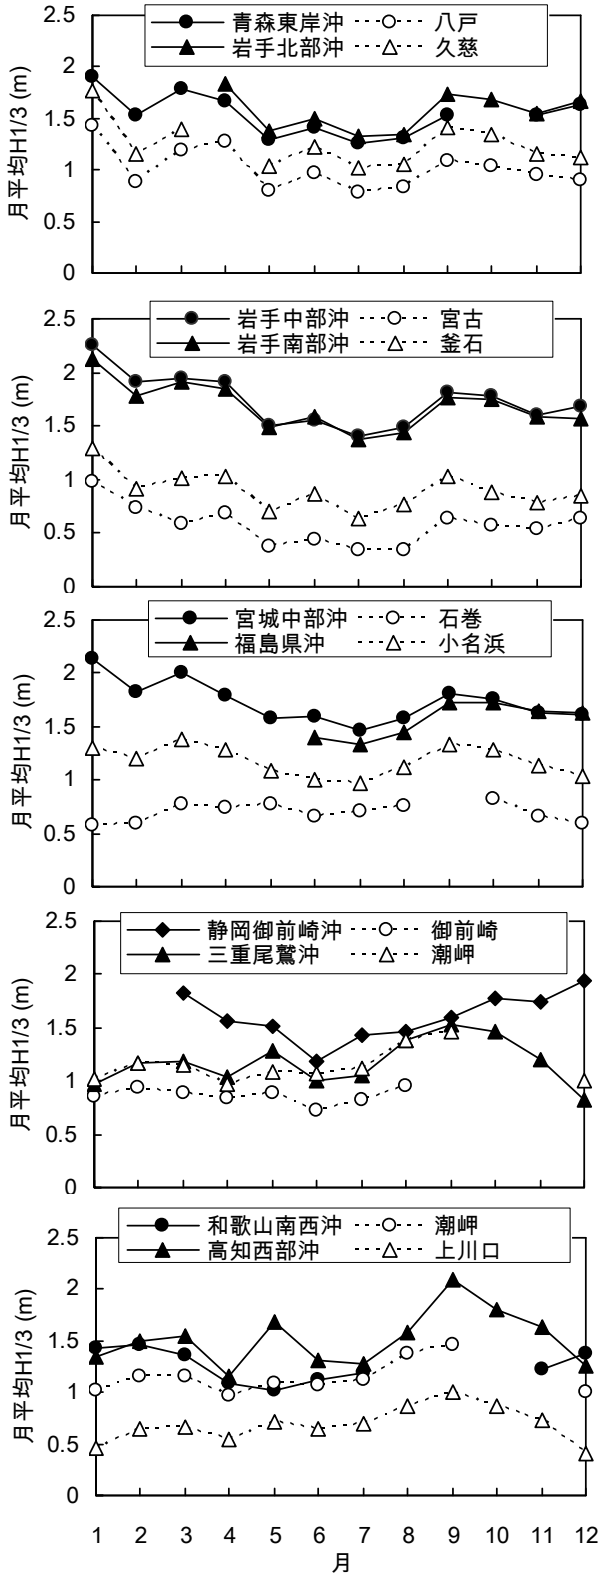 青森東岸沖 八戸
岩手北部沖 久慈
2.5
2
1.5
1
0.5
0
月平均H1/3 (m)
岩手中部沖 宮古
岩手南部沖 釜石
2.5
2
1.5
1
0.5
0
月平均H1/3 (m)
宮城中部沖 石巻
福島県沖 小名浜
2.5
2
1.5
1
0.5
0
月平均H1/3 (m)
静岡御前崎沖 御前崎
三重尾鷲沖 潮岬
2.5
2
1.5
1
0.5
0
月平均H1/3 (m)
和歌山南西沖 潮岬
高知西部沖 上川口
2.5
2
1.5
1
0.5
0
月平均H1/3 (m)
1 2 3 4 5 6 7 8 9 10 11 12
月